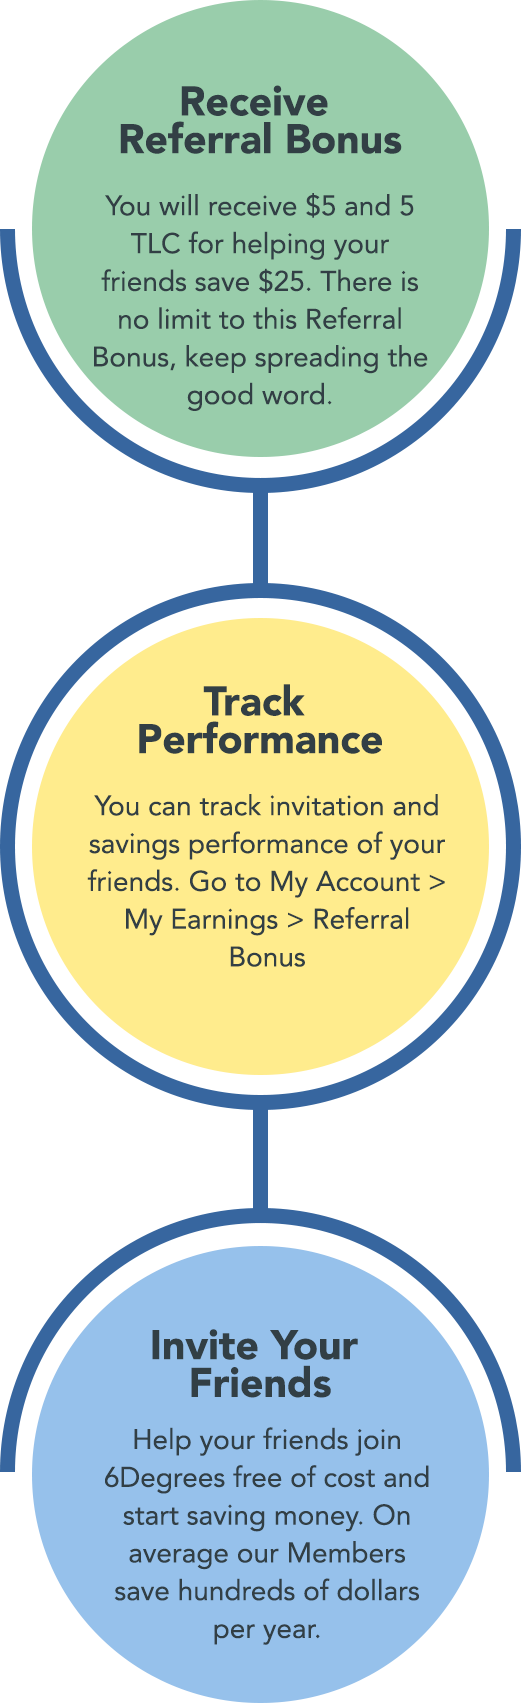 Receive
Referral Bonus
You will receive $5 and 5
TLC for helping your
friends save $25. There is
no limit to this Referral
Bonus, keep spreading the
good word.
Track
Performance
You can track invitation and
savings performance of your
friends. Go to My Account >
My Earnings > Referral
Bonus
Invite Your
Friends
Help your friends join
6Degrees free of cost and
start saving money. On
average our Members
save hundreds of dollars
per year.